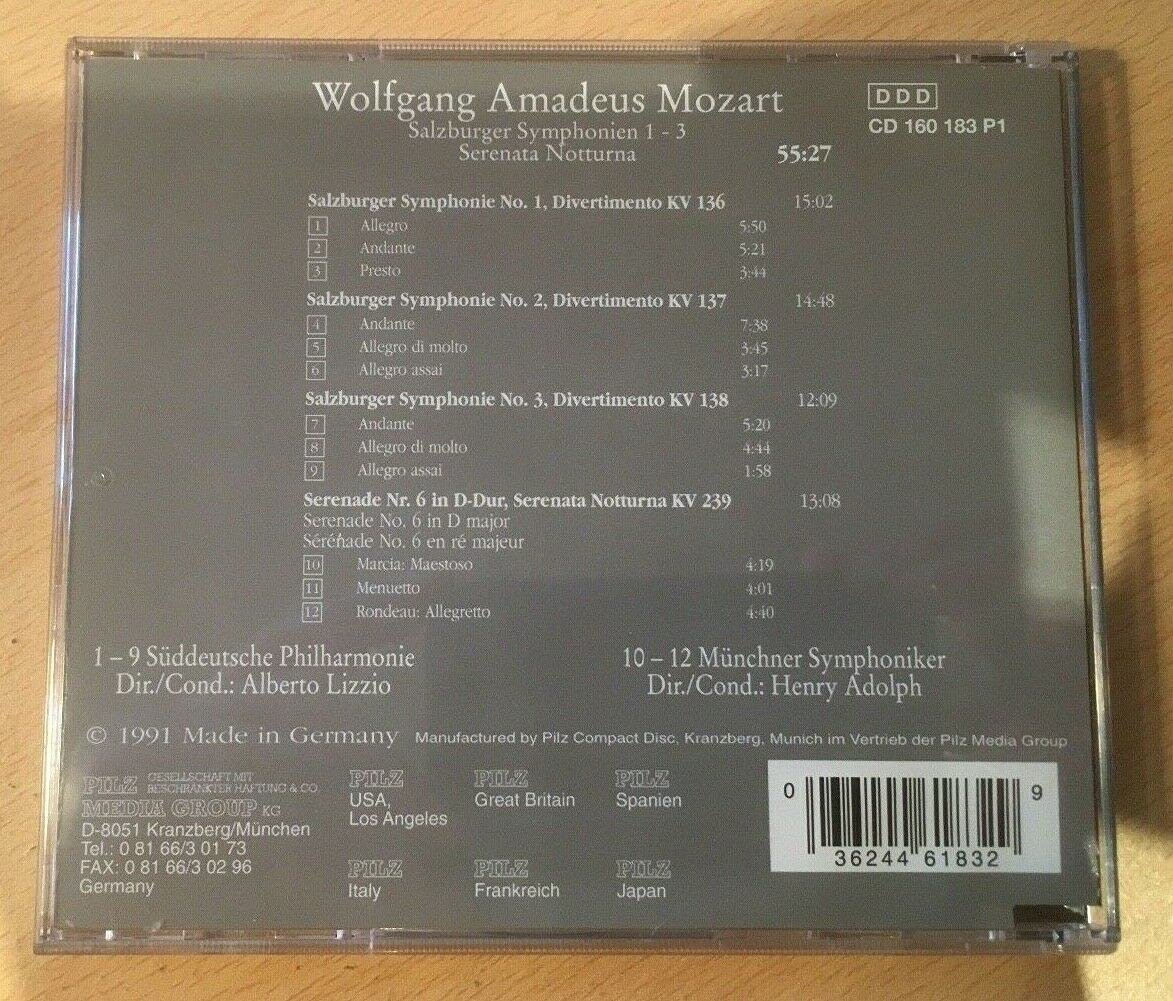 Wolfgang Amadeus Mozart
DDD
Salzburger Symphonien 1 - 3
CD 160 183 P1
Serenata Notturna 55:27
Salzburger Symphonie No. 1, Divertimento KV 136 15:02
1 Allegro 5:50
2 Andante 5:21
3 Presto 3:44
Salzburger Symphonie No. 2, Divertimento KV 137 14:48
4 Andante 7:38
5 Allegro di molto 3:45
6 Allegro assai 3:17
Salzburger Symphonie No. 3, Divertimento KV 138 12:09
7 Andante 5:20
8 Allegro di molto 4:44
9 Allegro assai 1:58
Serenade Nr. 6 in D-Dur, Serenata Notturna KV 239 13:08
Serenade No. 6 in D major
Sérénade No. 6 en ré majeur
10 Marcia: Maestoso 4:19
11 Menuetto 4:01
12 Rondeau: Allegretto 4:40
1 – 9 Süddeutsche Philharmonie
Dir./Cond.: Alberto Lizzio
10 – 12 Münchner Symphoniker
Dir./Cond.: Henry Adolph
© 1991 Made in Germany Manufactured by Pilz Compact Disc, Kranzberg, Munich im Vertrieb der Pilz Media Group
PILZ GESELLSCHAFT MIT
BESCHRÄNKTER HAFTUNG & CO
MEDIA GROUP KG
D-8051 Kranzberg/München
Tel.: 0 81 66/3 01 73
FAX: 0 81 66/3 02 96
Germany
PILZ
USA,
Los Angeles
PILZ
Great Britain
PILZ
Spanien
PILZ
Italy
PILZ
Frankreich
PILZ
Japan
0 36244 61832 9